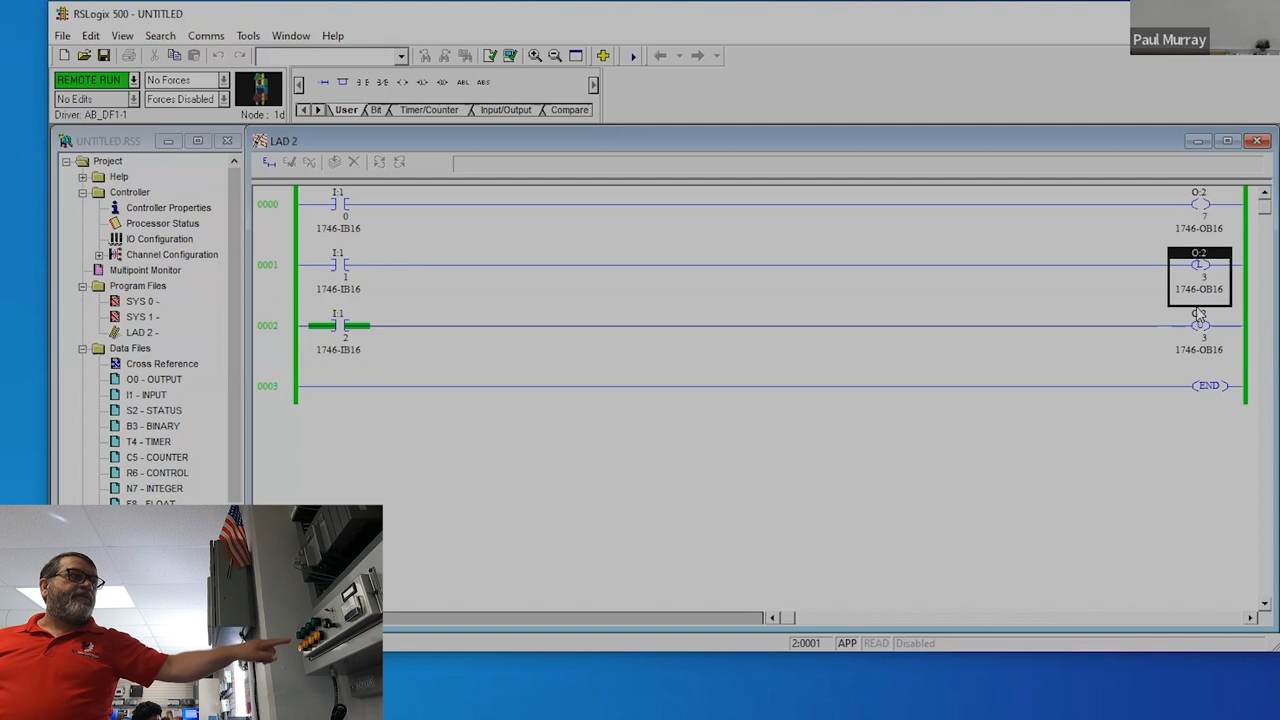 RSLogix 500 - UNTITLED
File Edit View Search Comms Tools Window Help
Paul Murray
REMOTE RUN No Forces
No Edits Forces Disabled
Driver: AB_DF1-1 Node : 1d
ABL ABS
User Bit Timer/Counter Input/Output Compare
UNTITLED.RSS
LAD 2
Project
Help
Controller
Controller Properties
Processor Status
IO Configuration
Channel Configuration
Multipoint Monitor
Program Files
SYS 0 -
SYS 1 -
LAD 2 -
Data Files
Cross Reference
O0 - OUTPUT
I1 - INPUT
S2 - STATUS
B3 - BINARY
T4 - TIMER
C5 - COUNTER
R6 - CONTROL
N7 - INTEGER
F8 - FLOAT
I:1 O:2
0000
0 7
1746-IB16 1746-OB16
I:1 O:2
0001 L
1 3
1746-IB16 1746-OB16
I:1
0002 U
2 3
1746-IB16 1746-OB16
0003 END
2:0001 APP READ Disabled